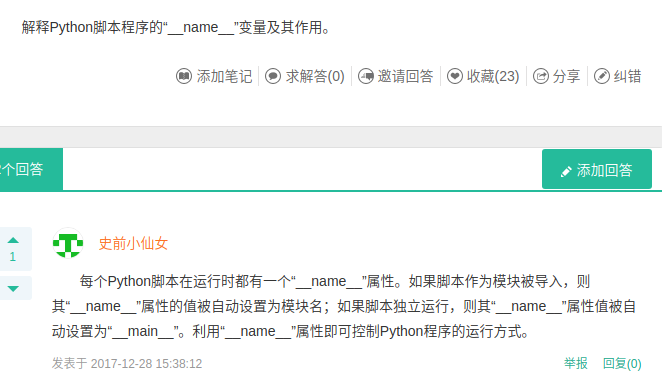 解释Python脚本程序的“__name__”变量及其作用。
添加笔记 求解答(0) 邀请回答 收藏(23) 分享 纠错
个回答 添加回答
史前小仙女
1
每个Python脚本在运行时都有一个“__name__”属性。如果脚本作为模块被导入，则
其“__name__”属性的值被自动设置为模块名；如果脚本独立运行，则其“__name__”属性值被自
动设置为“__main__”。利用“__name__”属性即可控制Python程序的运行方式。
发表于 2017-12-28 15:38:12 举报 回复(0)